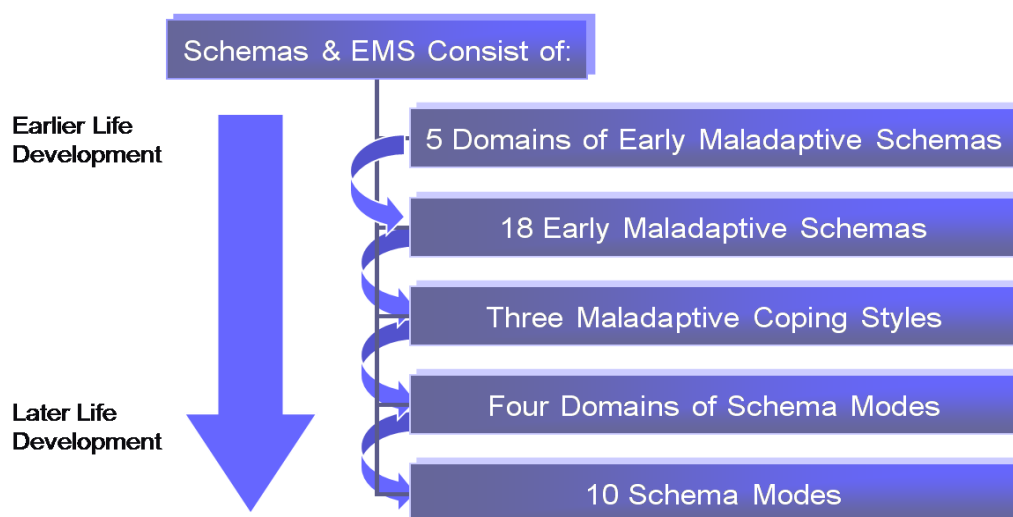 Schemas & EMS Consist of:
Earlier Life
Development
5 Domains of Early Maladaptive Schemas
18 Early Maladaptive Schemas
Three Maladaptive Coping Styles
Later Life
Development
Four Domains of Schema Modes
10 Schema Modes